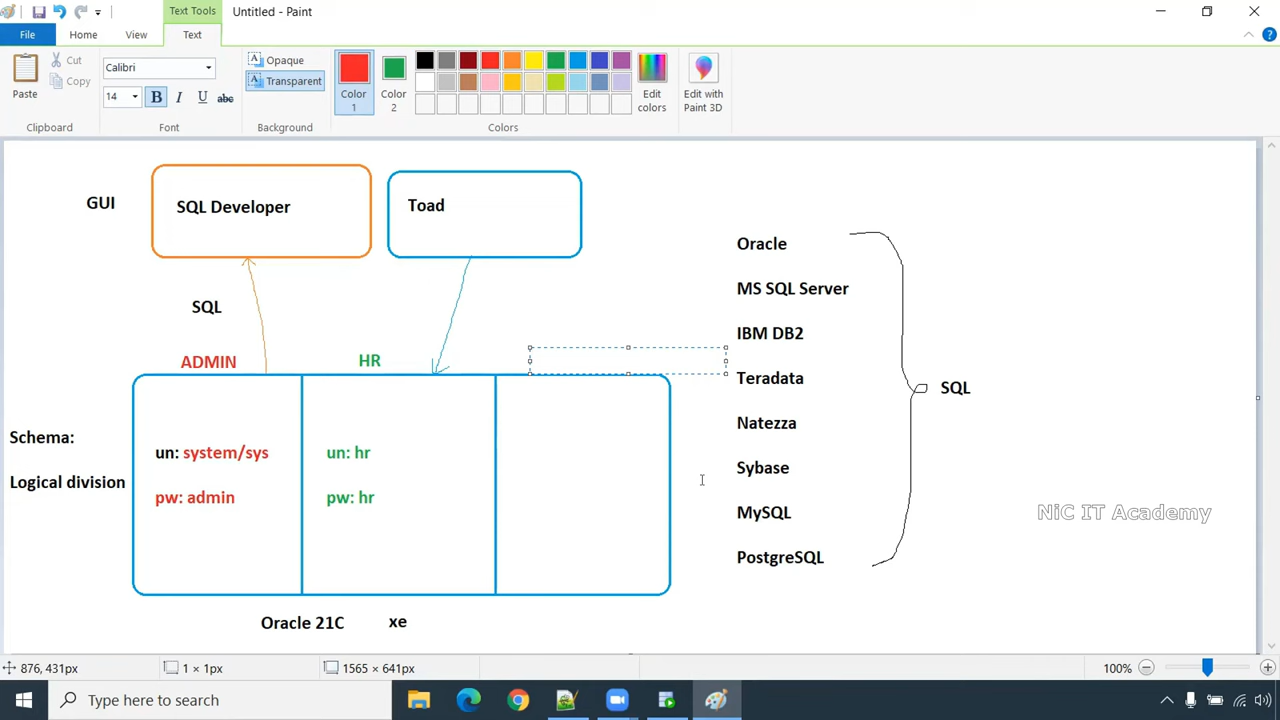 Text Tools
Untitled - Paint
File
Home
View
Text
Paste
Cut
Copy
Clipboard
Calibri
14
B
I
U
abc
Font
Opaque
Transparent
Background
Color
1
Color
2
Edit
colors
Edit with
Paint 3D
Colors
GUI
SQL Developer
Toad
SQL
ADMIN
HR
Schema:
Logical division
un: system/sys
pw: admin
un: hr
pw: hr
Oracle 21C
xe
Oracle
MS SQL Server
IBM DB2
Teradata
Natezza
Sybase
MySQL
PostgreSQL
SQL
NiC IT Academy
876, 431px
1 × 1px
1565 × 641px
100%
Type here to search